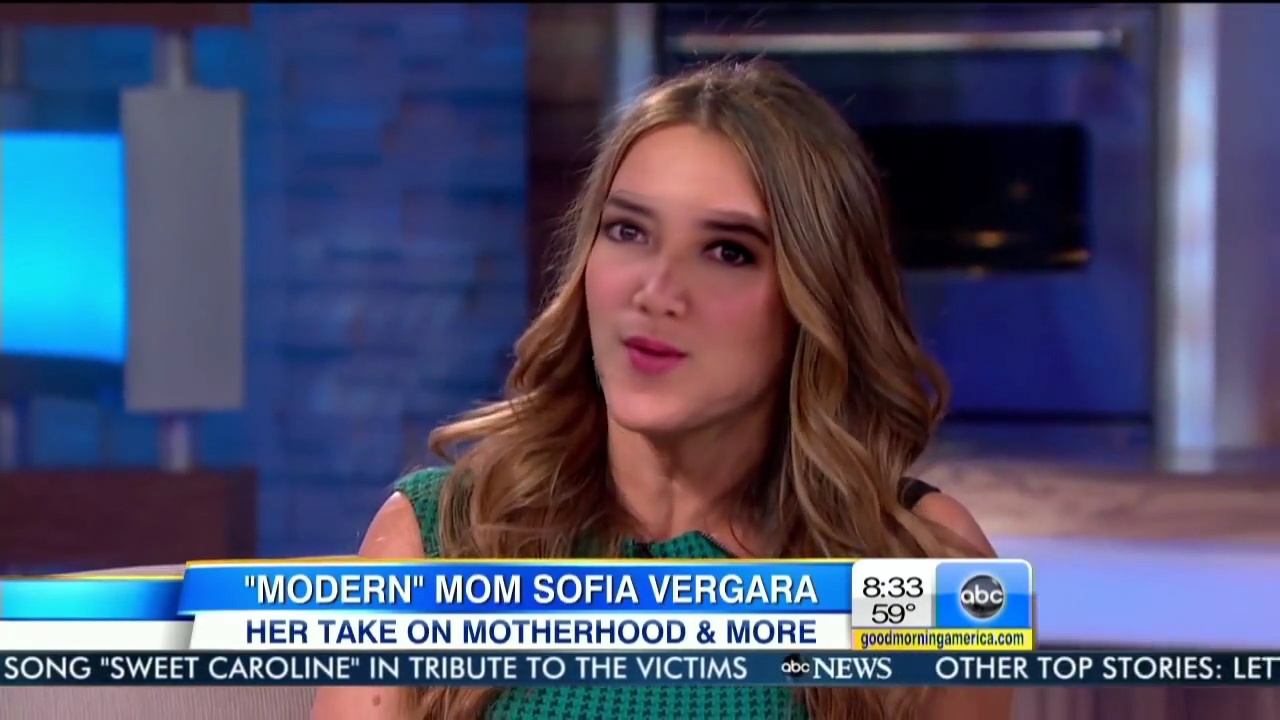 "MODERN" MOM SOFIA VERGARA
HER TAKE ON MOTHERHOOD & MORE
8:33
59°
abc
goodmorningamerica.com
SONG "SWEET CAROLINE" IN TRIBUTE TO THE VICTIMS abc NEWS OTHER TOP STORIES: LET